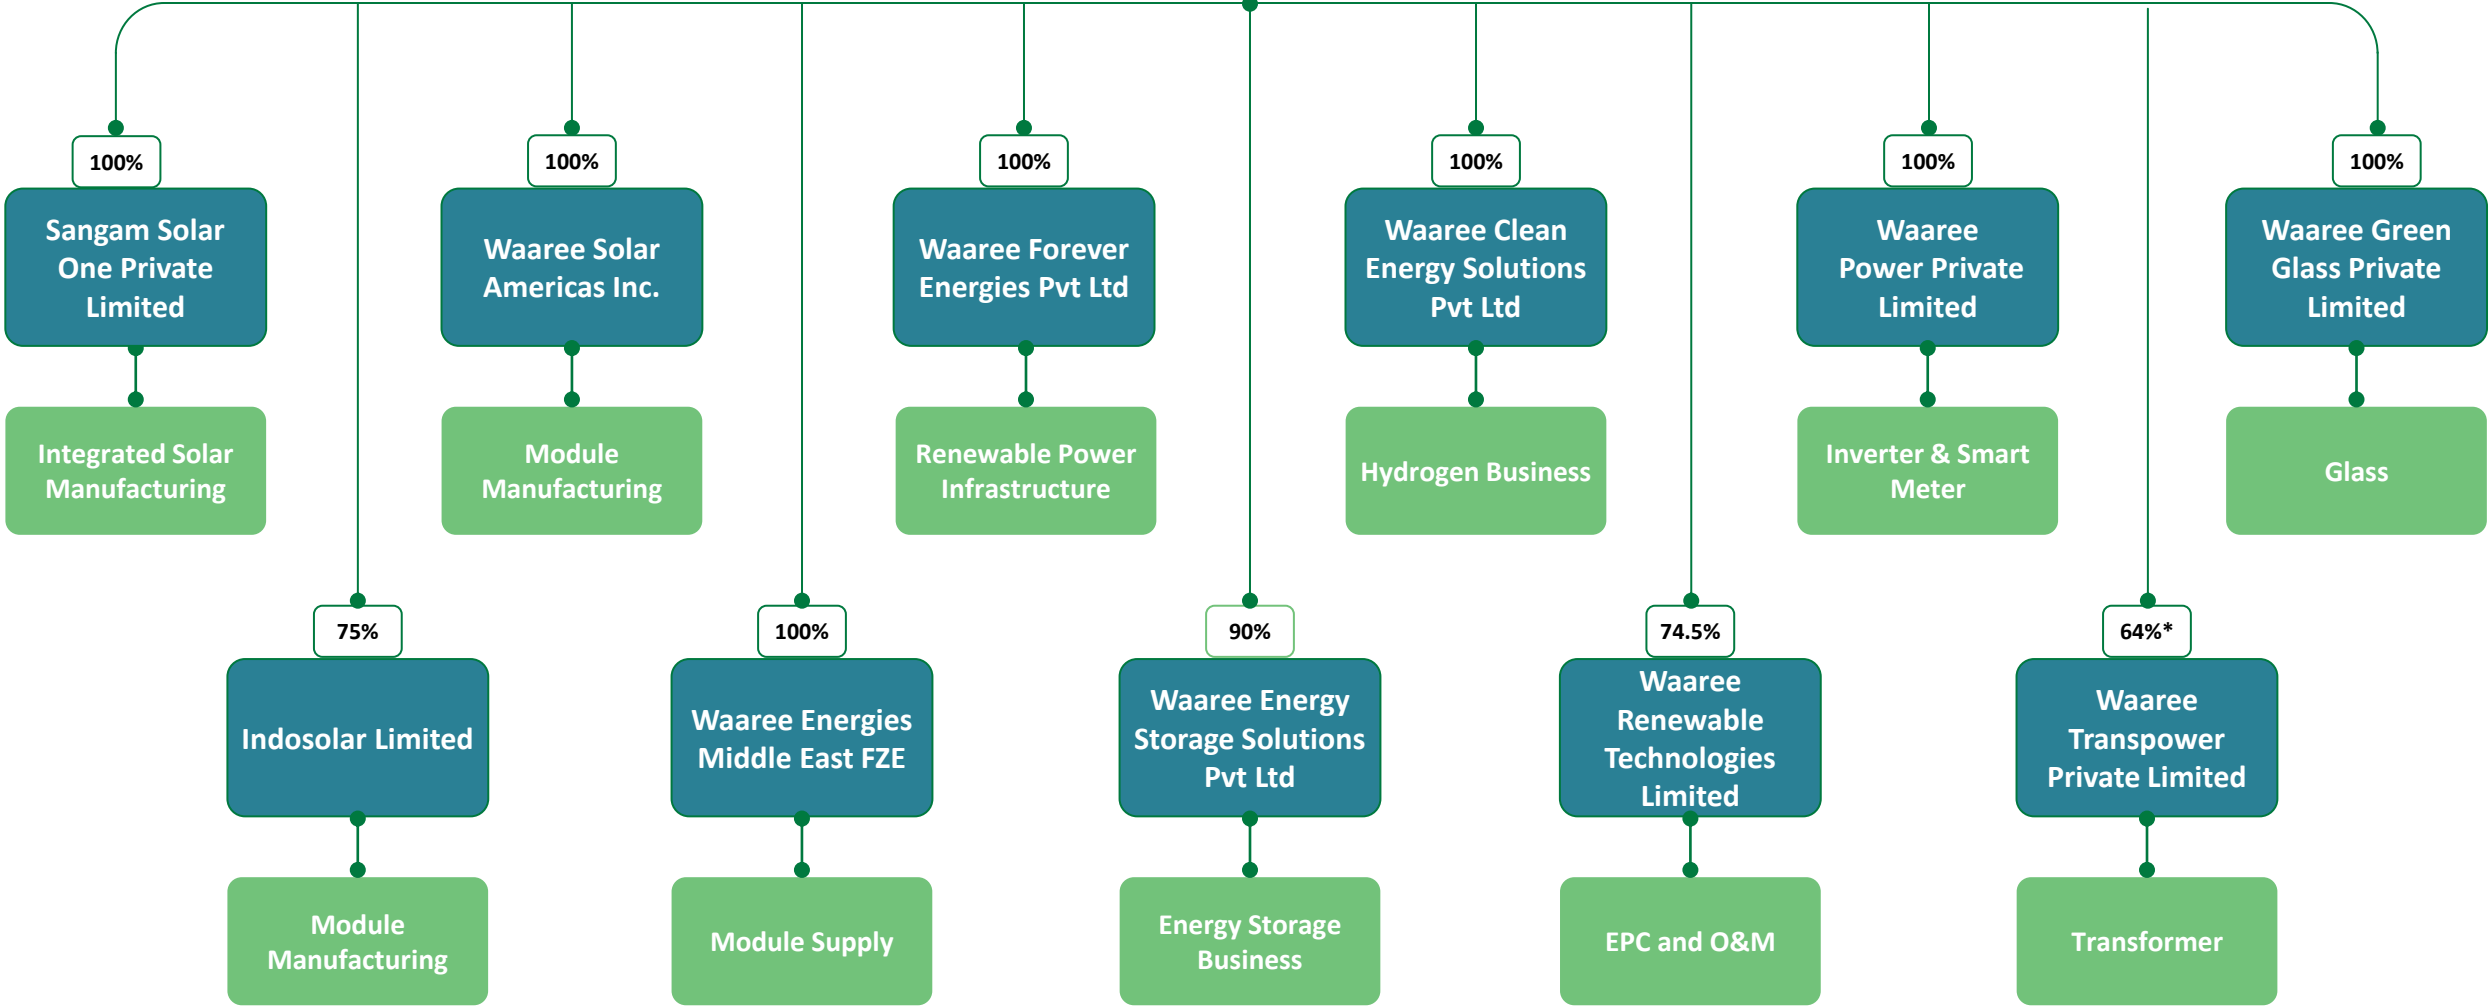 100%
100%
100%
100%
100%
100%
Sangam Solar
One Private
Limited
Waaree Solar
Americas Inc.
Waaree Forever
Energies Pvt Ltd
Waaree Clean
Energy Solutions
Pvt Ltd
Waaree
Power Private
Limited
Waaree Green
Glass Private
Limited
Integrated Solar
Manufacturing
Module
Manufacturing
Renewable Power
Infrastructure
Hydrogen Business
Inverter & Smart
Meter
Glass
75%
100%
90%
74.5%
64%*
Indosolar Limited
Waaree Energies
Middle East FZE
Waaree Energy
Storage Solutions
Pvt Ltd
Waaree
Renewable
Technologies
Limited
Waaree
Transpower
Private Limited
Module
Manufacturing
Module Supply
Energy Storage
Business
EPC and O&M
Transformer